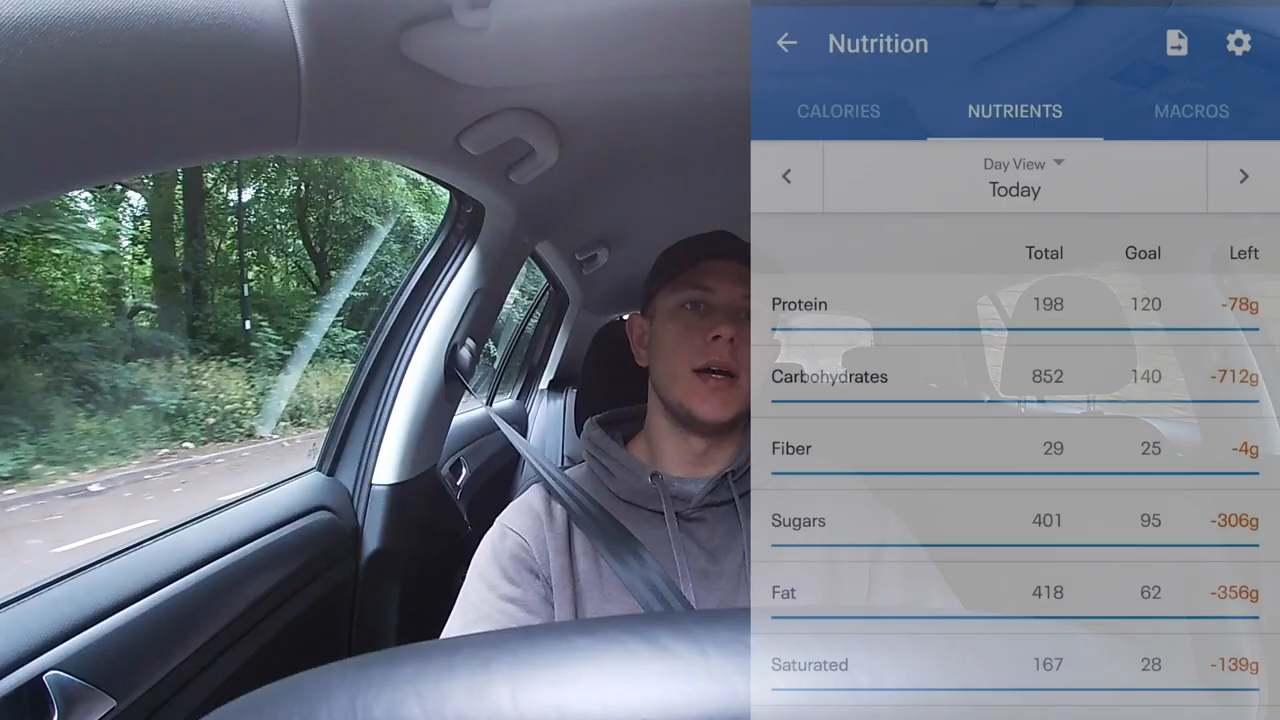 Nutrition
CALORIES NUTRIENTS MACROS
Day View
Today
Total Goal Left
Protein 198 120 -78g
Carbohydrates 852 140 -712g
Fiber 29 25 -4g
Sugars 401 95 -306g
Fat 418 62 -356g
Saturated 167 28 -139g